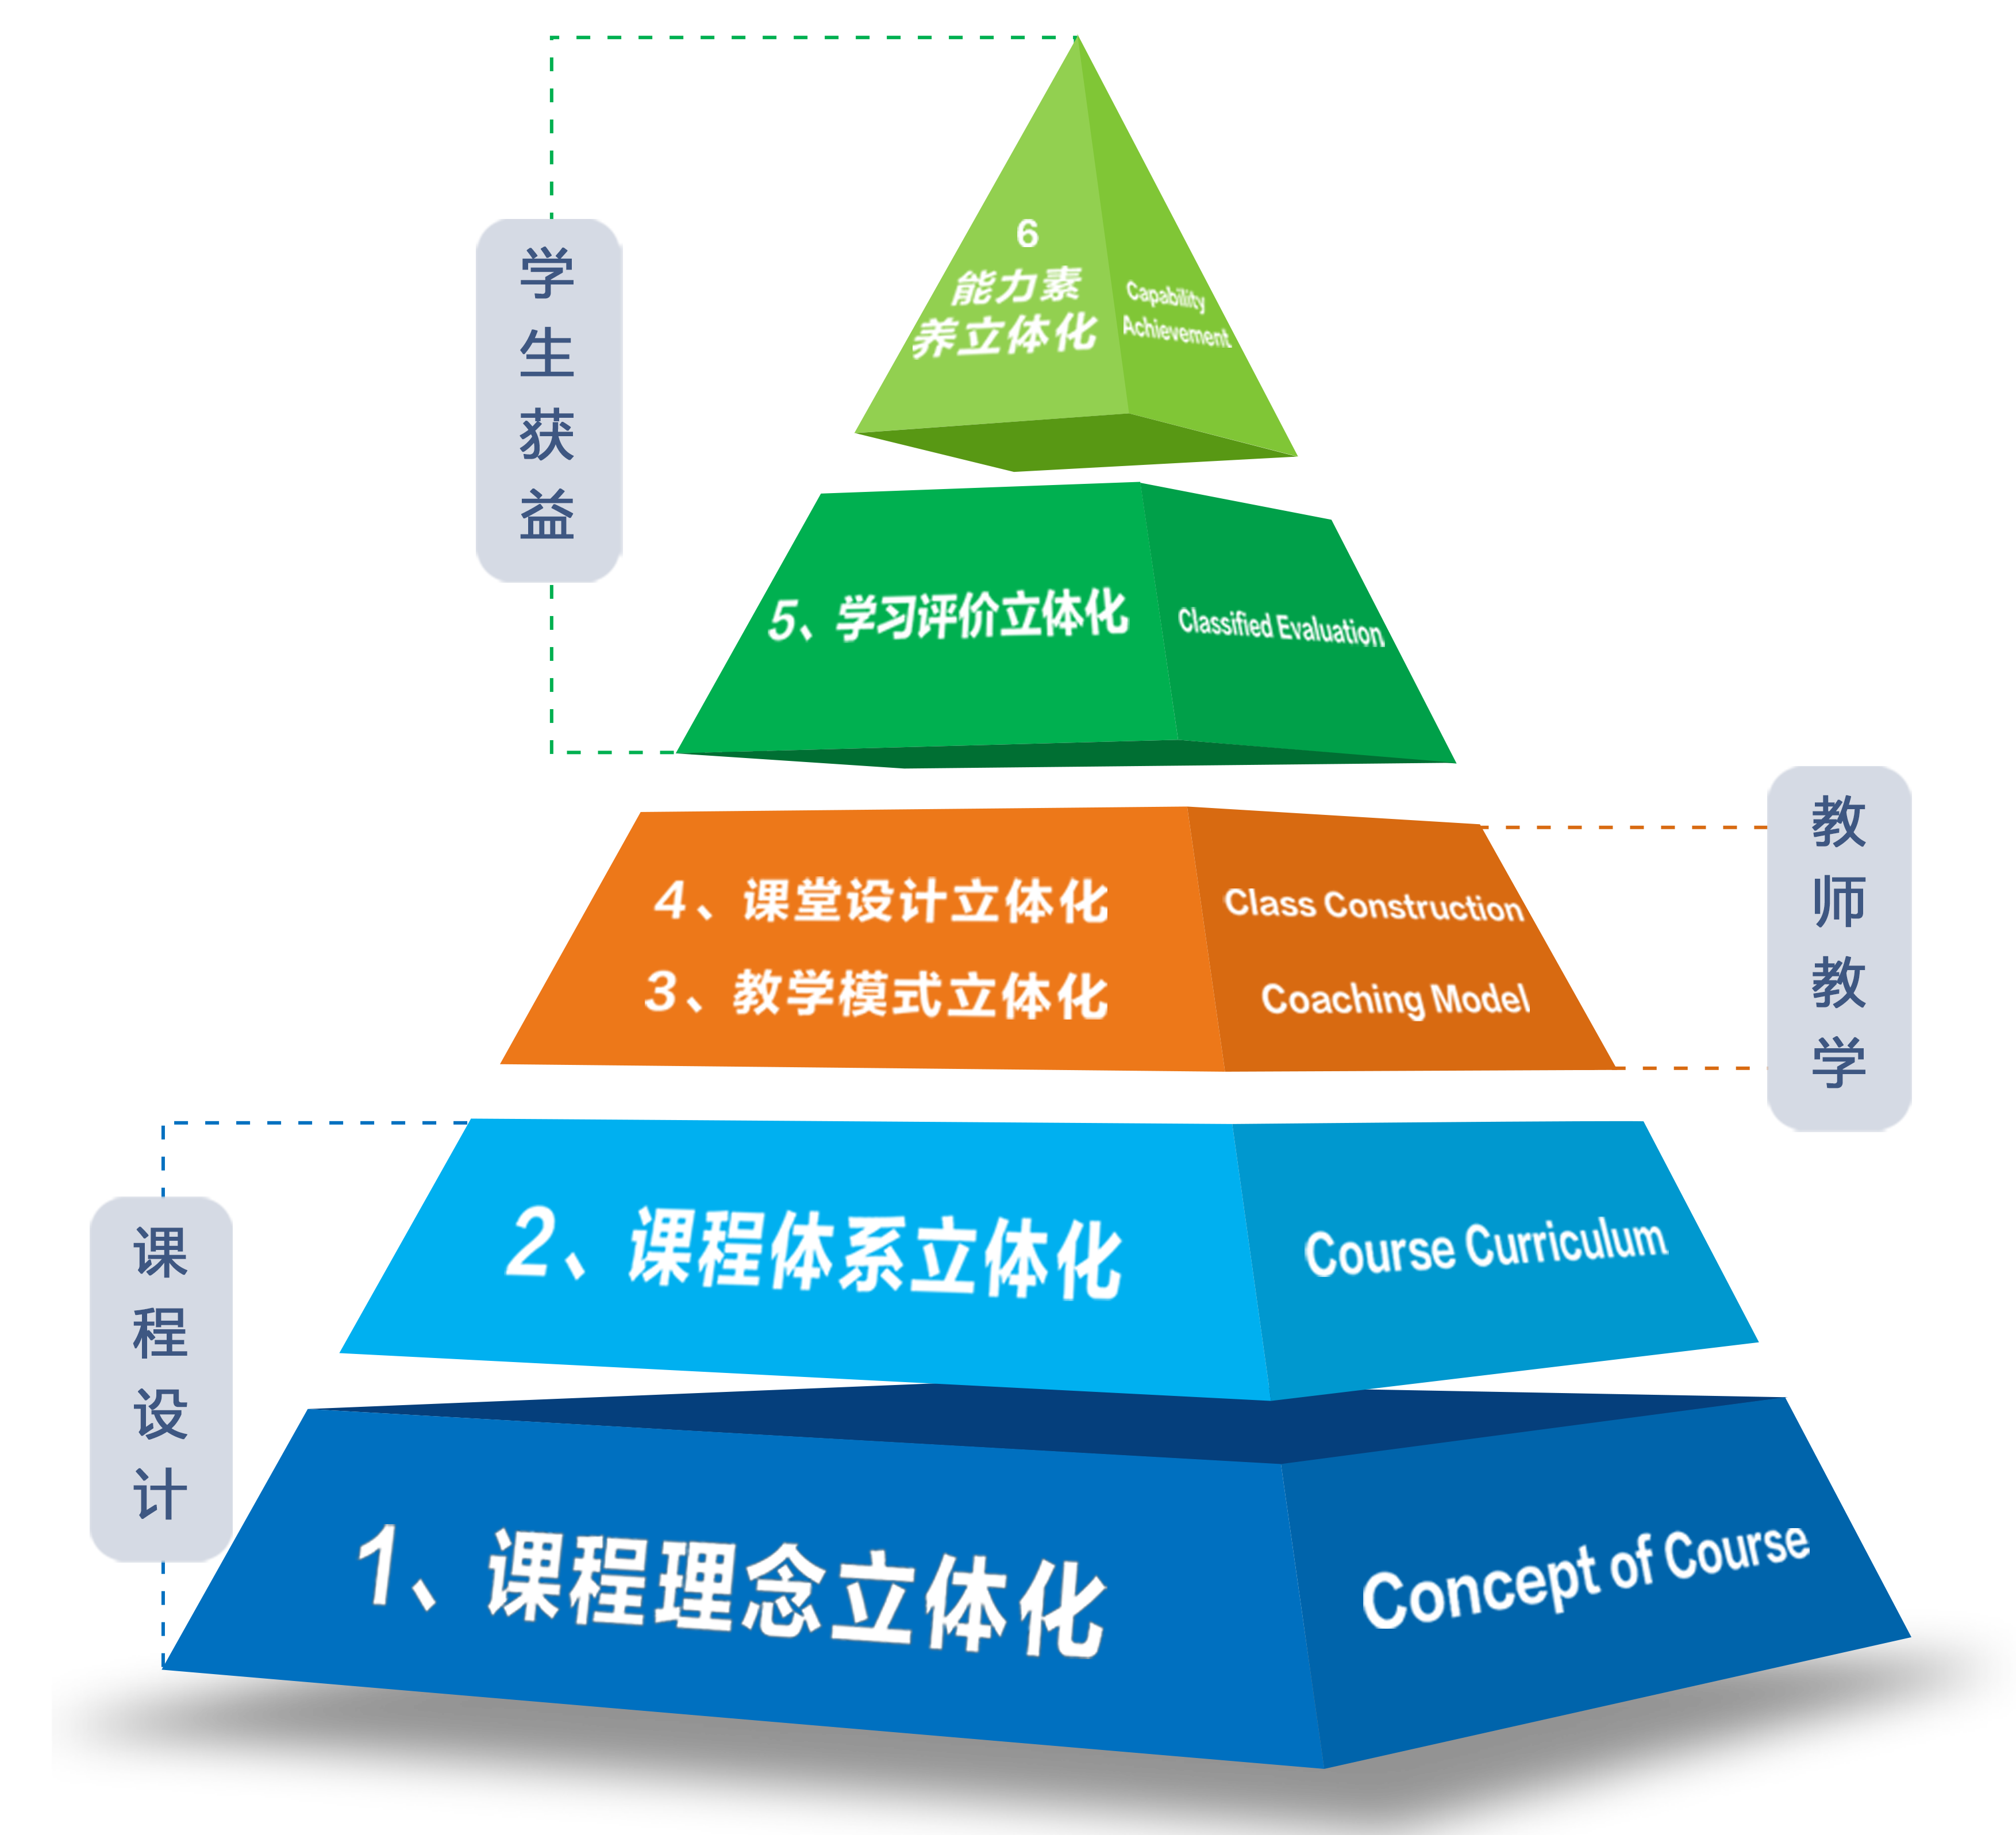 6
能力素
养立体化
Capability
Achievement
学生获益
5、学习评价立体化
Classified Evaluation
4、课堂设计立体化
Class Construction
3、教学模式立体化
Coaching Model
教师教学
2、课程体系立体化
Course Curriculum
课程设计
1、课程理念立体化
Concept of Course